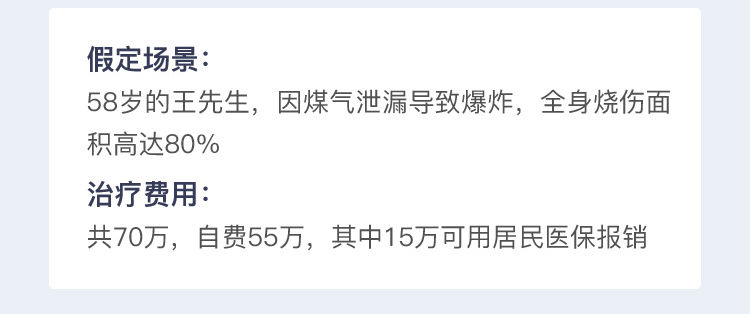 假定场景：
58岁的王先生，因煤气泄漏导致爆炸，全身烧伤面
积高达80%
治疗费用：
共70万，自费55万，其中15万可用居民医保报销